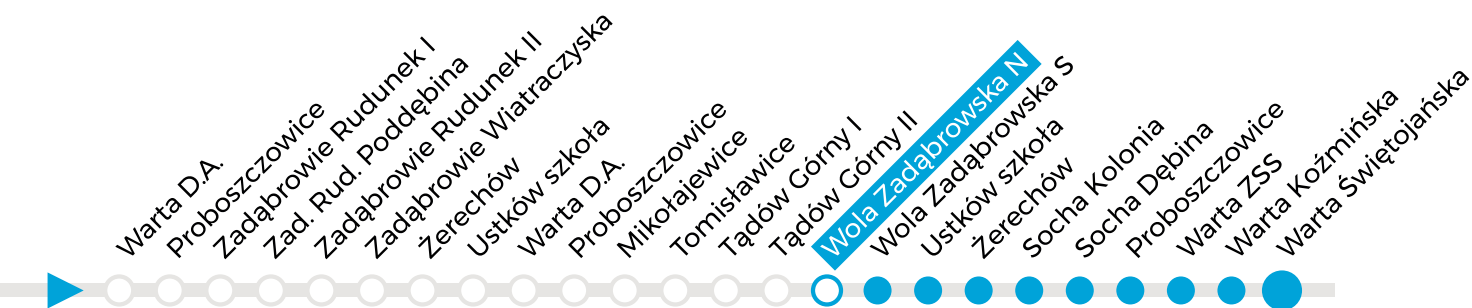 Warta D.A.
Proboszczowice
Zadąbrowie Rudunek I
Zad. Rud. Poddębina
Zadąbrowie Rudunek II
Zadąbrowie Wiatraczyska
Żerechów
Ustków szkoła
Warta D.A.
Proboszczowice
Mikołajewice
Tomisławice
Tądów Górny I
Tądów Górny II
Wola Zadąbrowska N
Wola Zadąbrowska S
Ustków szkoła
Żerechów
Socha Kolonia
Socha Dębina
Proboszczowice
Warta ZSS
Warta Koźmińska
Warta Świętojańska